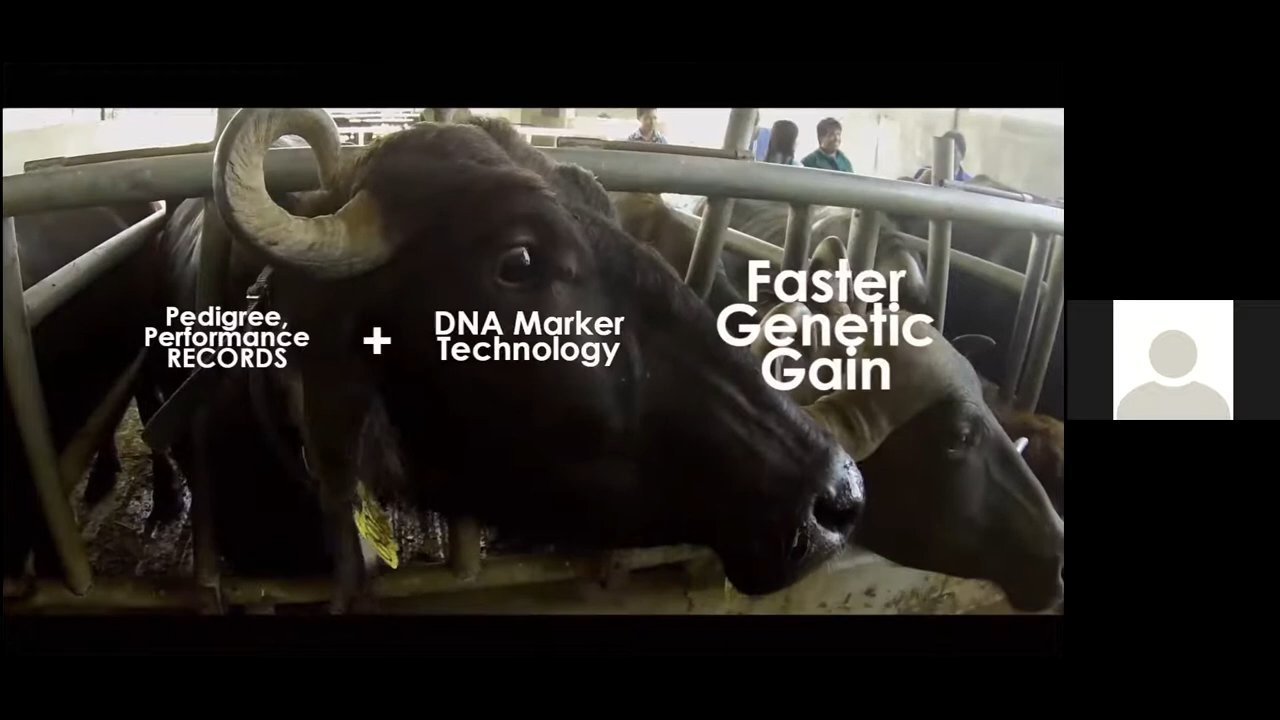 Pedigree,
Performance
RECORDS
+
DNA Marker
Technology
Faster
Genetic
Gain